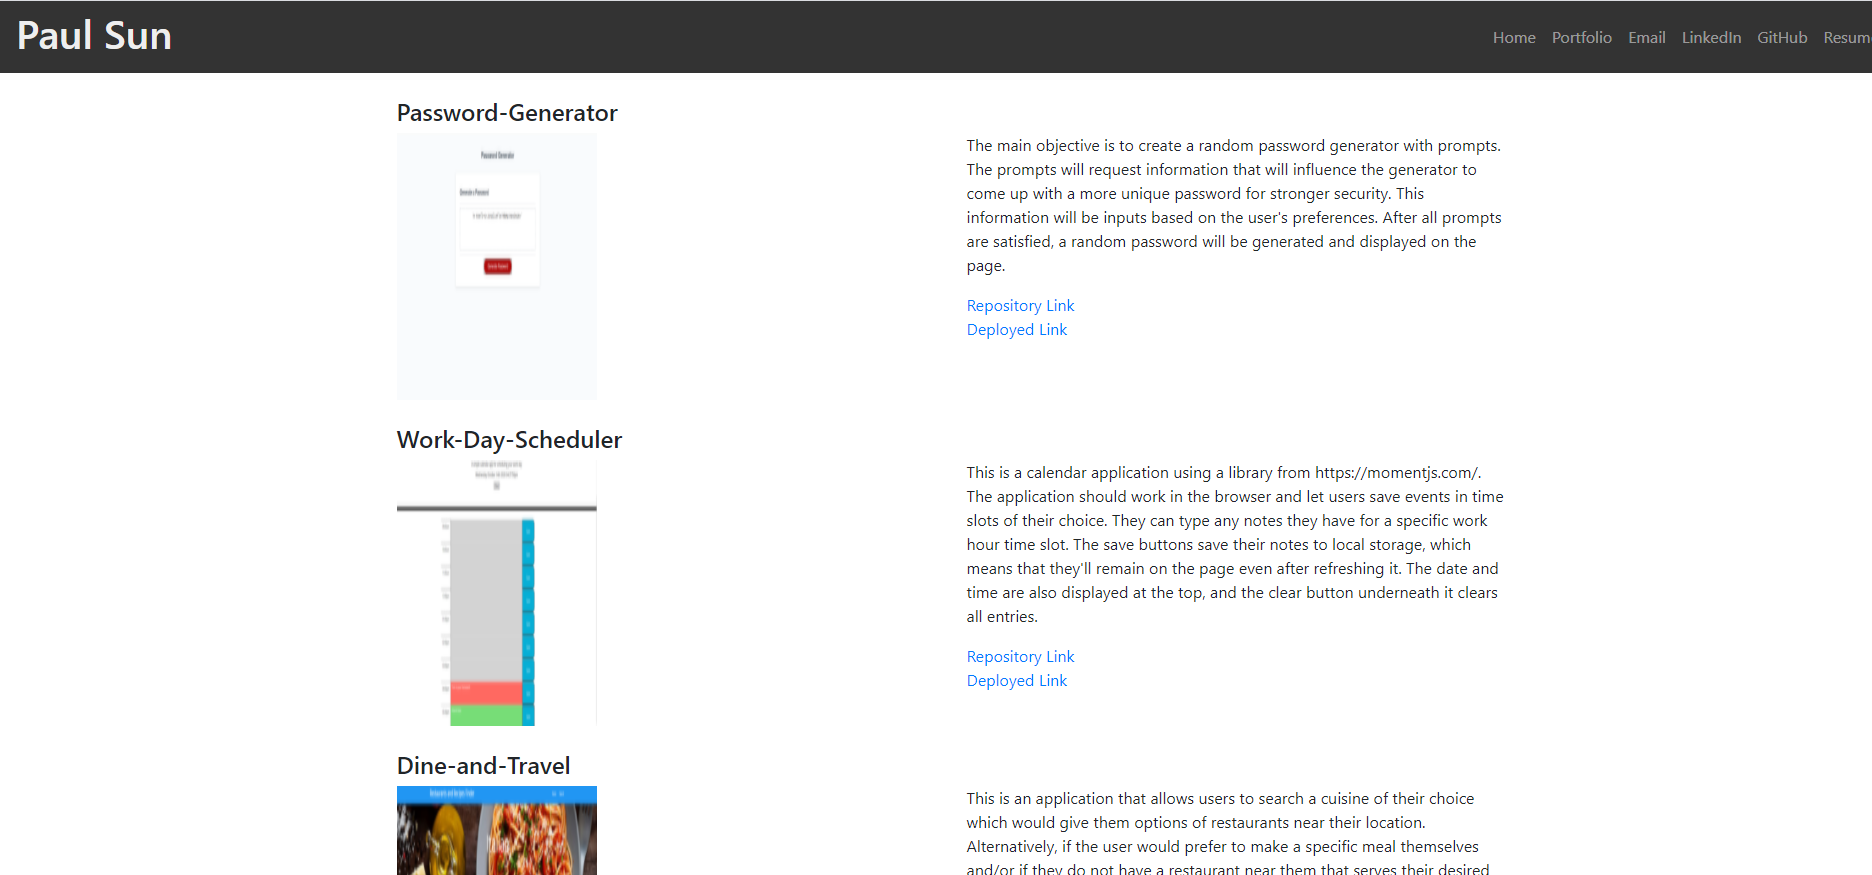 Paul Sun
Home Portfolio Email LinkedIn GitHub Resum
Password-Generator
Password Generator
Generate a Password
Generate Password
The main objective is to create a random password generator with prompts.
The prompts will request information that will influence the generator to
come up with a more unique password for stronger security. This
information will be inputs based on the user's preferences. After all prompts
are satisfied, a random password will be generated and displayed on the
page.
Repository Link
Deployed Link
Work-Day-Scheduler
This is a calendar application using a library from https://momentjs.com/.
The application should work in the browser and let users save events in time
slots of their choice. They can type any notes they have for a specific work
hour time slot. The save buttons save their notes to local storage, which
means that they'll remain on the page even after refreshing it. The date and
time are also displayed at the top, and the clear button underneath it clears
all entries.
Repository Link
Deployed Link
Dine-and-Travel
This is an application that allows users to search a cuisine of their choice
which would give them options of restaurants near their location.
Alternatively, if the user would prefer to make a specific meal themselves
and/or if they do not have a restaurant near them that serves their desired